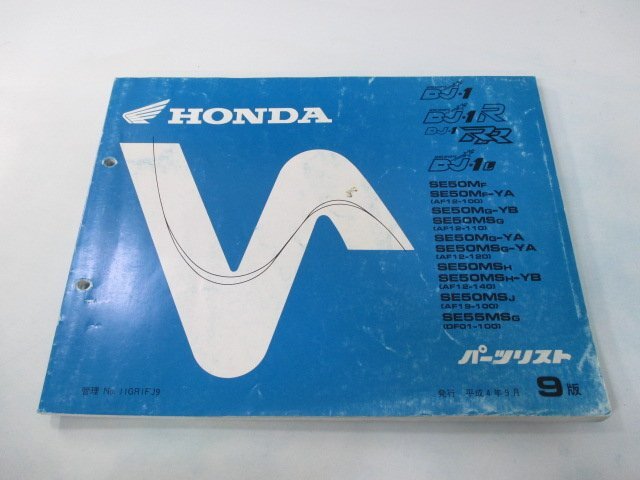 HONDA
DJ-1
DJ-1R
DJ-1RR
DJ-1L
SE50MF
SE50MF-YA
(AF12-100)
SE50MG-YB
SE50MSG
(AF12-110)
SE50MG-YA
SE50MSG-YA
(AF12-120)
SE50MSH
SE50MSH-YB
(AF12-140)
SE50MSJ
(AF19-100)
SE55MSG
(DF01-100)
パーツリスト
管理 No. 11GR1FJ9
発行 平成4年9月 9版